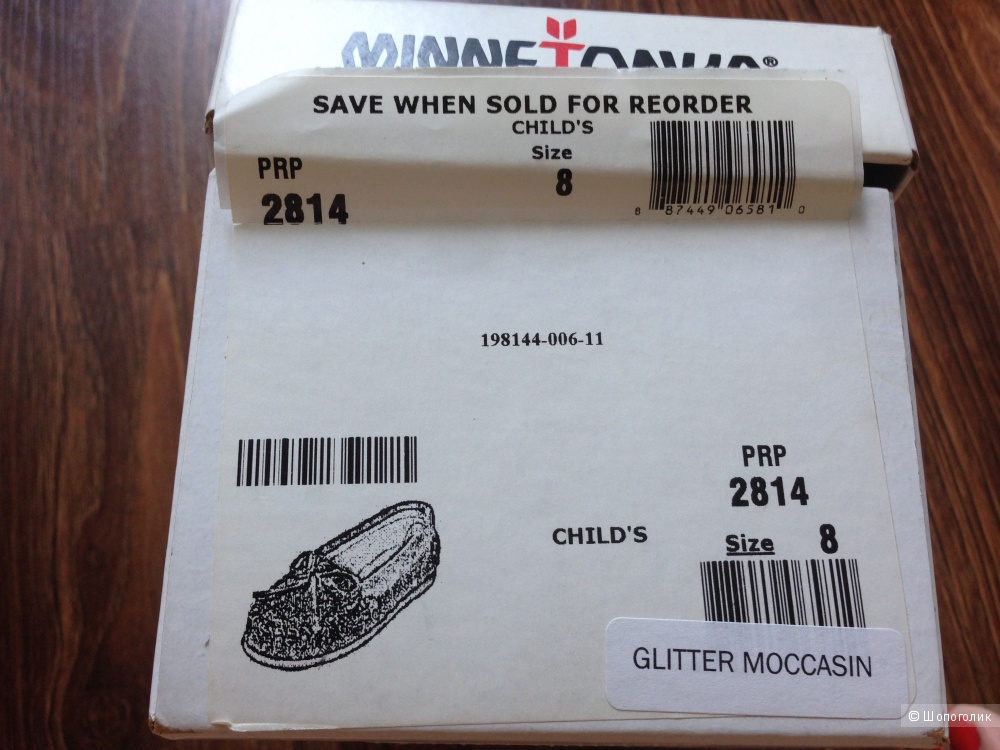 MINNETONKA®
SAVE WHEN SOLD FOR REORDER
CHILD'S
Size
8
PRP
2814
8 87449 06581 0
198144-006-11
PRP
2814
CHILD'S
Size 8
GLITTER MOCCASIN
© Шопоголик